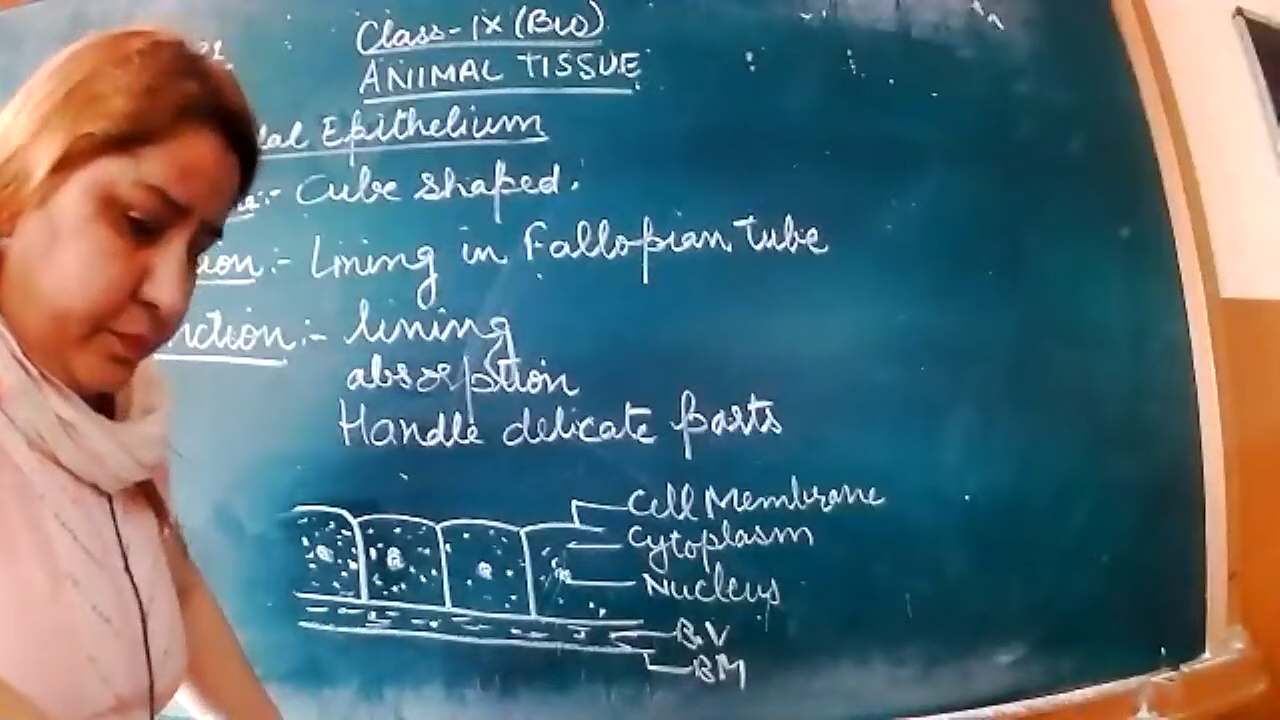 Class-IX (Bio)
ANIMAL TISSUE
Epithelium
:- Cube shaped.
:- Lining in Fallopian tube
:- lining
absorption
Handle delicate parts
Cell Membrane
Cytoplasm
Nucleus
B.V
BM